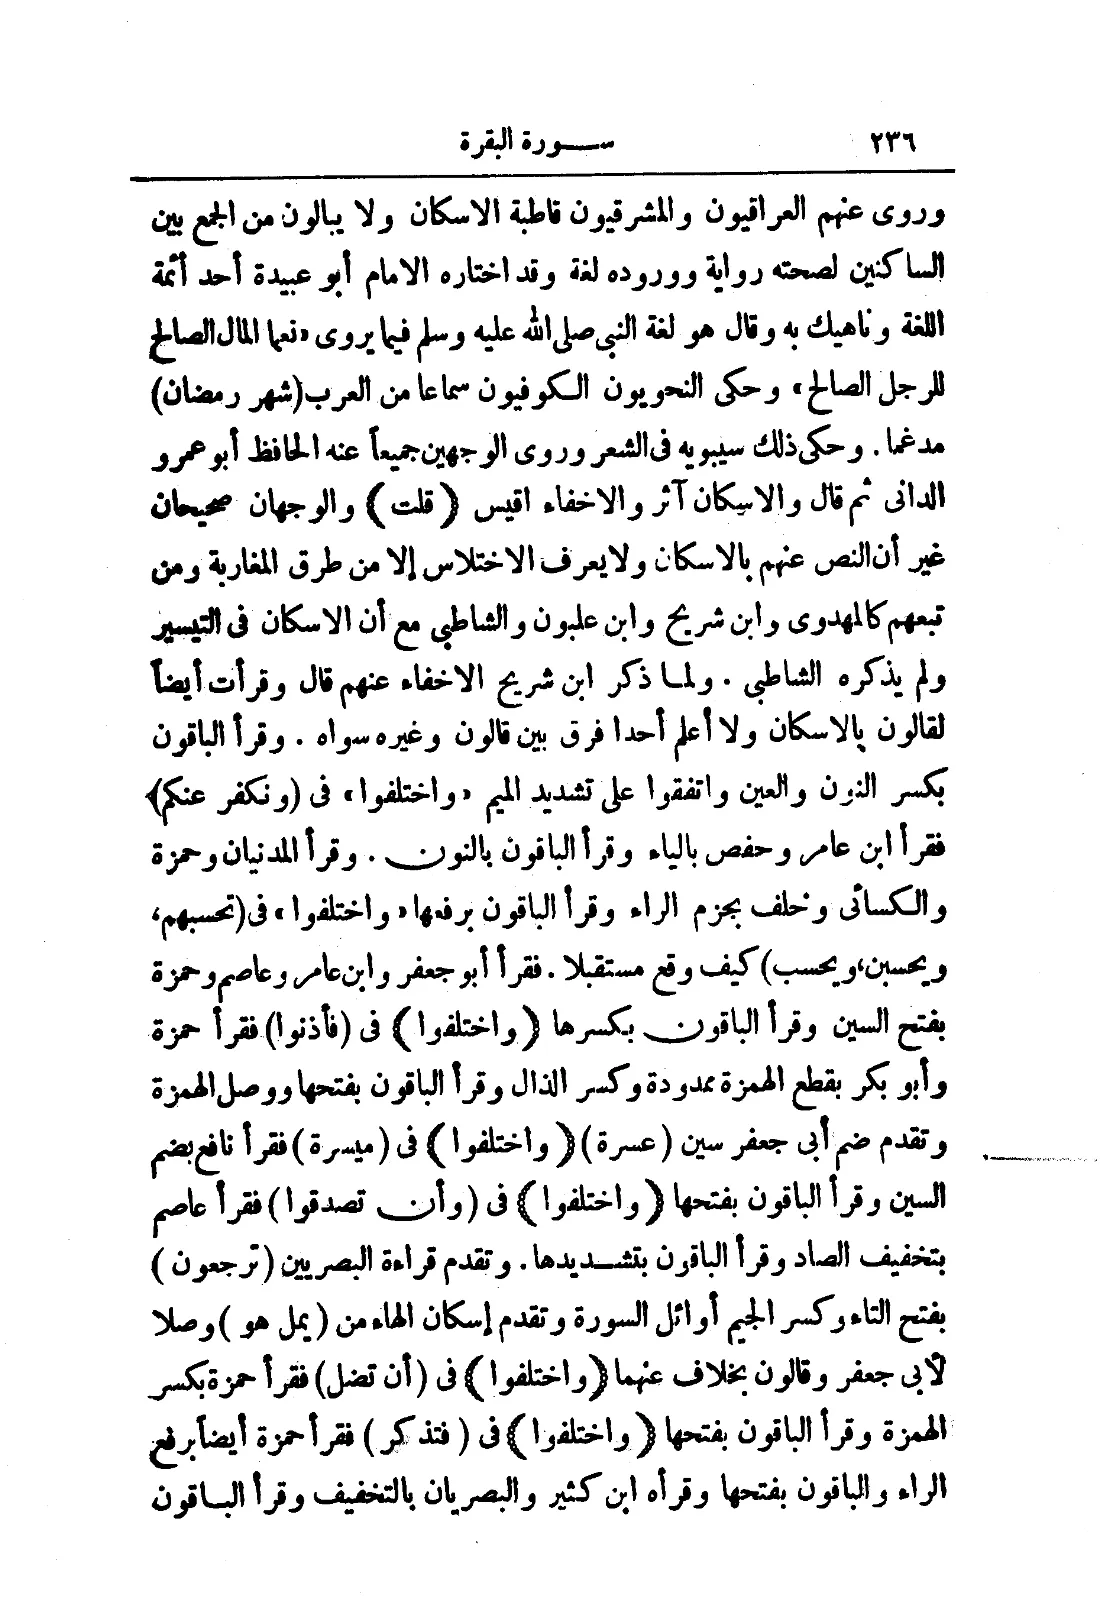 ٢٣٦ ســـورة البقرة
وروى عنهم العراقيون والمشرقيون قاطبة الاسكان ولا يبالون من الجمع بين
الساكنين لصحته رواية ووروده لغة وقد اختاره الامام أبو عبيدة أحد أئمة
اللغة وناهيك به وقال هو لغة النبى صلى الله عليه وسلم فيما يروى «نعما المال الصالح
للرجل الصالح» وحكى النحويون الكوفيون سماعا من العرب (شهر رمضان)
مدغما. وحكى ذلك سيبويه فى الشعر وروى الوجهين جميعاً عنه الحافظ أبو عمرو
الدانى ثم قال والاسكان آثر والاخفاء اقيس (قلت) والوجهان صحيحان
غير أن النص عنهم بالاسكان ولا يعرف الاختلاس إلا من طرق المغاربة ومن
تبعهم كالمهدوى وابن شريح وابن غلبون والشاطبي مع أن الاسكان فى التيسير
ولم يذكره الشاطبي . ولمـا ذكر ابن شريح الاخفاء عنهم قال وقرأت أيضاً
لقالون بالاسكان ولا أعلم أحدا فرق بين قالون وغيره سواه . وقرأ الباقون
بكسر النون والعين واتفقوا على تشديد الميم «واختلفوا» فى (ونكفر عنكم)
فقرأ ابن عامر وحفص بالياء وقرأ الباقون بالنون . وقرأ المدنيان وحمزة
والكسائى وخلف بجزم الراء وقرأ الباقون برفعها «واختلفوا» فى (تحسبهم،
ويحسبن، ويحسب) كيف وقع مستقبلا . فقرأ أبو جعفر وابن عامر وعاصم وحمزة
بفتح السين وقرأ الباقون بكسرها (واختلفوا) فى (فأذنوا) فقرأ حمزة
وأبو بكر بقطع الهمزة ممدودة وكسر الذال وقرأ الباقون بفتحها ووصل الهمزة
وتقدم ضم أبى جعفر سين (عسرة) (واختلفوا) فى (ميسرة) فقرأ نافع بضم
السين وقرأ الباقون بفتحها (واختلفوا) فى (وأن تصدقوا) فقرأ عاصم
بتخفيف الصاد وقرأ الباقون بتشـديدها. وتقدم قراءة البصريين (ترجعون)
بفتح التاء وكسر الجيم أوائل السورة وتقدم إسكان الهاء من (يمل هو) وصلا
لأبى جعفر وقالون بخلاف عنهما (واختلفوا) فى (أن تضل) فقرأ حمزة بكسر
الهمزة وقرأ الباقون بفتحها (واختلفوا) فى (فتذكر) فقرأ حمزة أيضاً برفع
الراء والباقون بفتحها وقرأه ابن كثير والبصريان بالتخفيف وقرأ البـاقون